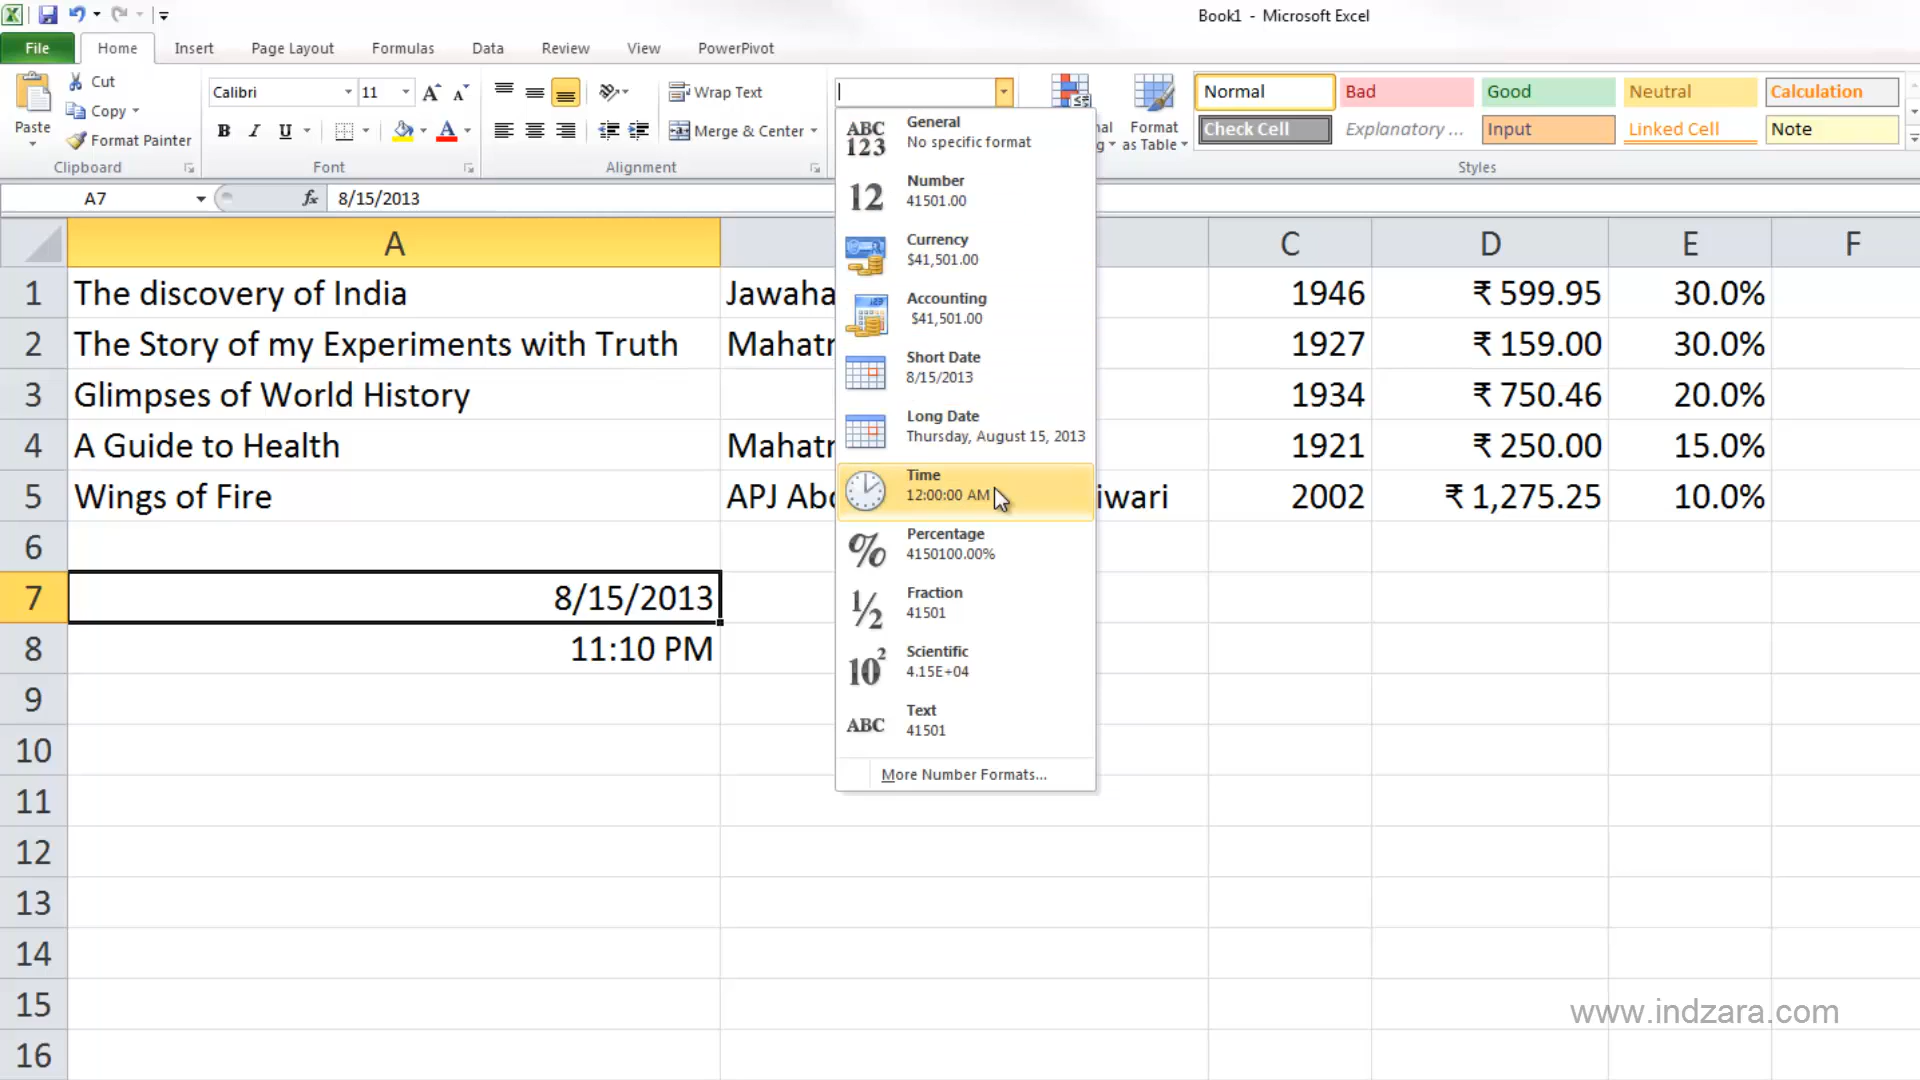 Book1 - Microsoft Excel
File Home Insert Page Layout Formulas Data Review View PowerPivot
Cut
Calibri 11
Wrap Text
Normal Bad Good Neutral Calculation
Copy
Paste
Format Painter
B I U A
Merge & Center
Format
as Table
Check Cell Explanatory ... Input Linked Cell Note
Clipboard Font Alignment Styles
A7 fx 8/15/2013
A C D E F
1 The discovery of India 1946 ₹ 599.95 30.0%
2 The Story of my Experiments with Truth 1927 ₹ 159.00 30.0%
3 Glimpses of World History 1934 ₹ 750.46 20.0%
4 A Guide to Health 1921 ₹ 250.00 15.0%
5 Wings of Fire APJ 2002 ₹ 1,275.25 10.0%
6
7 8/15/2013
8 11:10 PM
9
10
11
12
13
14
15
16
ABC
123
General
No specific format
12
Number
41501.00
Currency
$41,501.00
Accounting
$41,501.00
Short Date
8/15/2013
Long Date
Thursday, August 15, 2013
Time
12:00:00 AM
%
Percentage
4150100.00%
1/2
Fraction
41501
10²
Scientific
4.15E+04
ABC
Text
41501
More Number Formats...
www.indzara.com